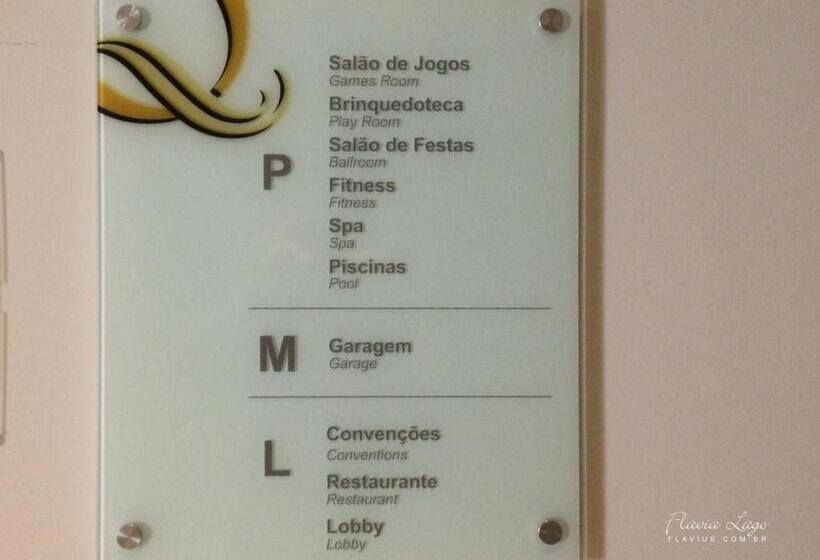 Salão de Jogos
Games Room
Brinquedoteca
Play Room
Salão de Festas
Ballroom
P
Fitness
Fitness
Spa
Spa
Piscinas
Pool
M
Garagem
Garage
L
Convenções
Conventions
Restaurante
Restaurant
Lobby
Lobby
Flavia Lago
FLAVIUS.COM.BR